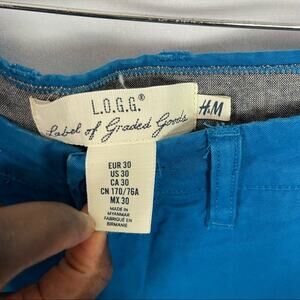 L.O.G.G.®
Label of Graded Goods
H&M
EUR 30
US 30
CA 30
CN 170/76A
MX 30
MADE IN
MYANMAR
FABRIQUÉ EN
BIRMANIE